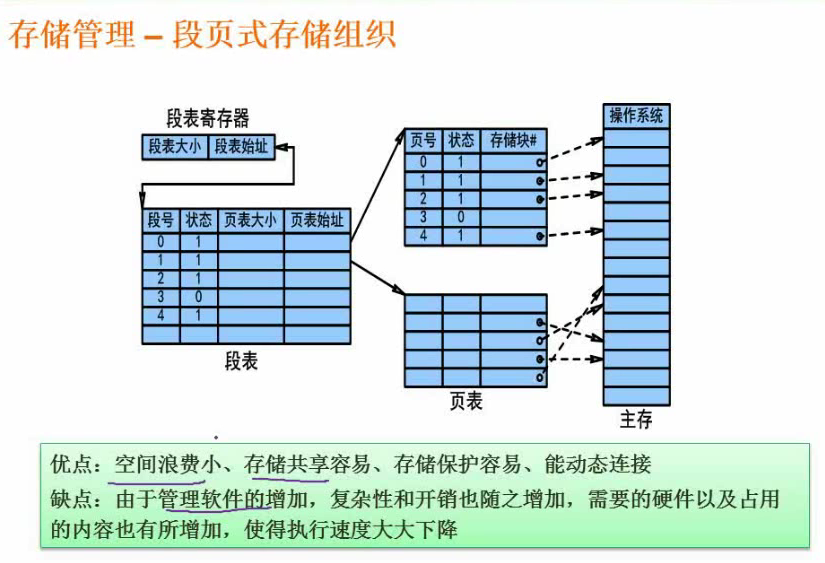 存储管理 – 段页式存储组织
段表寄存器
段表大小 段表始址
段号 状态 页表大小 页表始址
0 1
1 1
2 1
3 0
4 1
段表
页号 状态 存储块#
0 1
1 1
2 1
3 0
4 1
页表
操作系统
主存
优点：空间浪费小、存储共享容易、存储保护容易、能动态连接
缺点：由于管理软件的增加，复杂性和开销也随之增加，需要的硬件以及占用
的内容也有所增加，使得执行速度大大下降